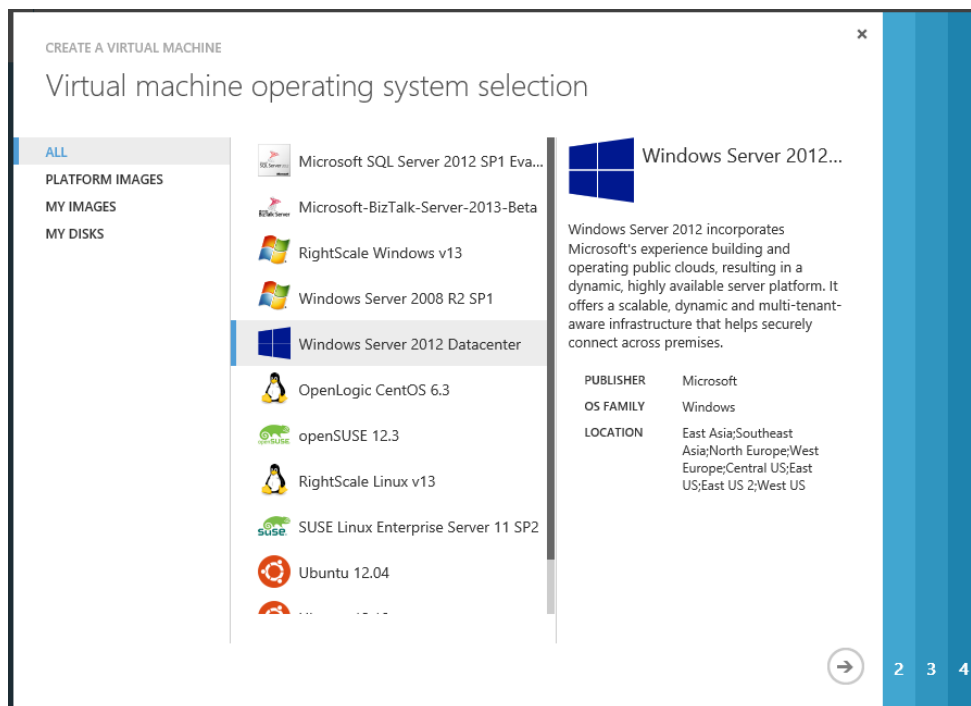 CREATE A VIRTUAL MACHINE
Virtual machine operating system selection
ALL
PLATFORM IMAGES
MY IMAGES
MY DISKS
Microsoft SQL Server 2012 SP1 Eva...
Microsoft-BizTalk-Server-2013-Beta
RightScale Windows v13
Windows Server 2008 R2 SP1
Windows Server 2012 Datacenter
OpenLogic CentOS 6.3
openSUSE 12.3
RightScale Linux v13
SUSE Linux Enterprise Server 11 SP2
Ubuntu 12.04
Windows Server 2012...
Windows Server 2012 incorporates
Microsoft's experience building and
operating public clouds, resulting in a
dynamic, highly available server platform. It
offers a scalable, dynamic and multi-tenant-
aware infrastructure that helps securely
connect across premises.
PUBLISHER Microsoft
OS FAMILY Windows
LOCATION East Asia;Southeast
Asia;North Europe;West
Europe;Central US;East
US;East US 2;West US
2 3 4